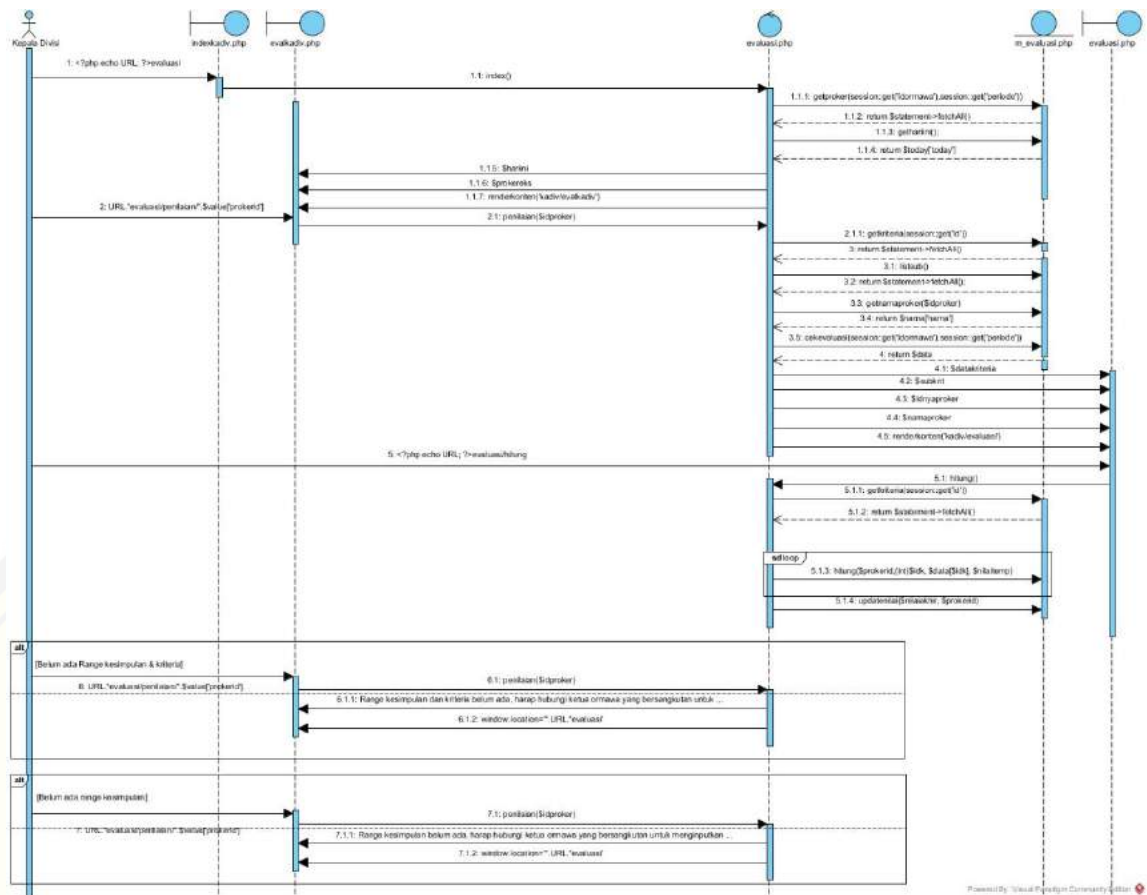 Kepala Divisi
indexkadiv.php
evalkadiv.php
evaluasi.php
m_evaluasi.php
evaluasi.php
1: <?php echo URL; ?>evaluasi
1.1: index()
1.1.1: getproker(session::get('idormawa'),session::get('periode'))
1.1.2: return $statement->fetchAll()
1.1.3: gethariini();
1.1.4: return $today['today']
1.1.5: $hariini
1.1.6: $prokereks
1.1.7: renderkonten('kadiv/evalkadiv')
2: URL."evaluasi/penilaian/".$value['prokerid']
2.1: penilaian($idproker)
2.1.1: getkriteria(session::get("id"))
3: return $statement->fetchAll()
3.1: listsub()
3.2: return $statement->fetchAll();
3.3: getnamaproker($idproker)
3.4: return $nama['nama']
3.5: cekevaluasi(session::get('idormawa'),session::get('periode'))
4: return $data
4.1: $datakriteria
4.2: $subkrit
4.3: $idnyaproker
4.4: $namaproker
4.5: renderkonten('kadiv/evaluasi')
5: <?php echo URL; ?>evaluasi/hitung
5.1: hitung()
5.1.1: getkriteria(session::get("id"))
5.1.2: return $statement->fetchAll()
sd loop
5.1.3: hitung($prokerid,(int)$idk, $data[$idk], $nilaitemp)
5.1.4: updatenilai($nilaiakhir, $prokerid)
alt
[Belum ada Range kesimpulan & kriteria]
6: URL."evaluasi/penilaian/".$value['prokerid']
6.1: penilaian($idproker)
6.1.1: Range kesimpulan dan kriteria belum ada, harap hubungi ketua ormawa yang bersangkutan untuk ...
6.1.2: window.location="".URL."evaluasi'
alt
[Belum ada range kesimpulan]
7: URL."evaluasi/penilaian/".$value['prokerid']
7.1: penilaian($idproker)
7.1.1: Range kesimpulan belum ada, harap hubungi ketua ormawa yang bersangkutan untuk menginputkan ...
7.1.2: window.location="".URL."evaluasi'
Powered By Visual Paradigm Community Edition